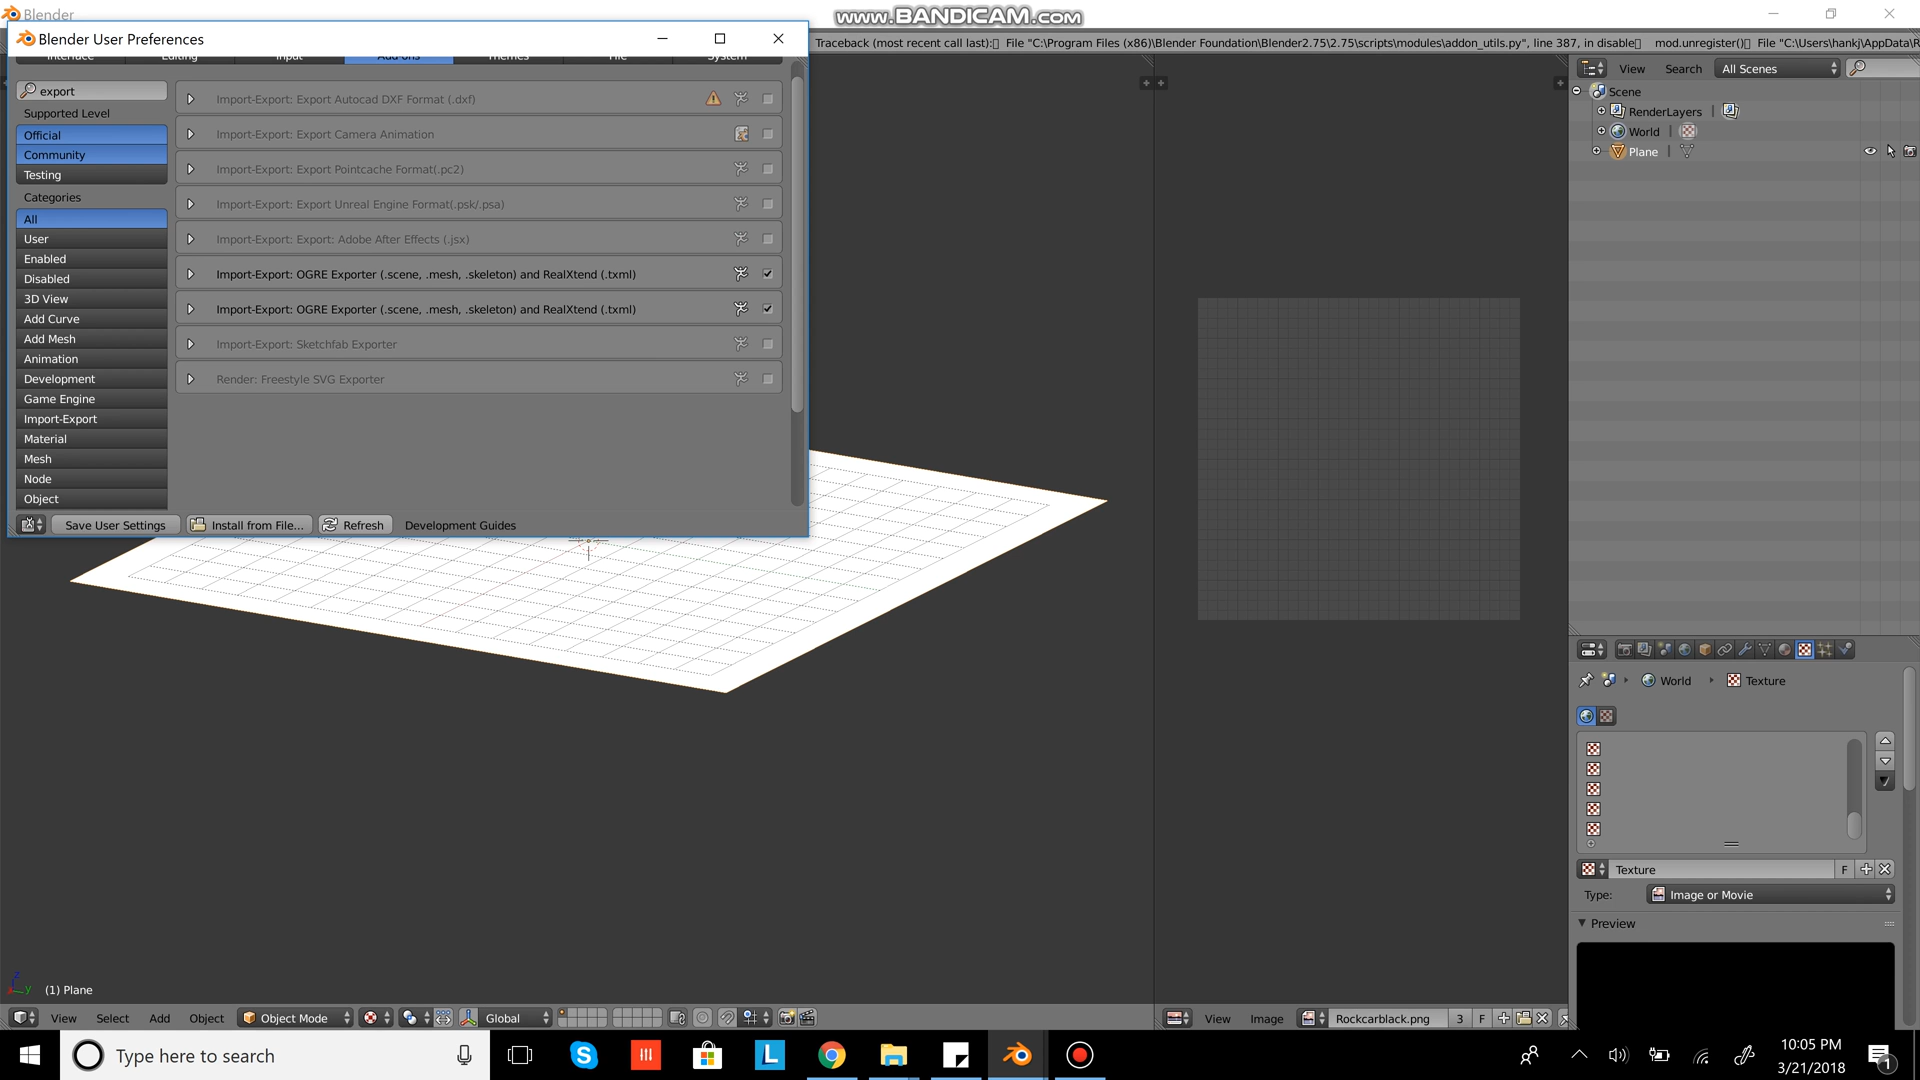 Blender
www.BANDICAM.com
Blender User Preferences
Traceback (most recent call last): File "C:\Program Files (x86)\Blender Foundation\Blender2.75\2.75\scripts\modules\addon_utils.py", line 387, in disable mod.unregister() File "C:\Users\hankj\AppData\R
Interface Editing Input Add-ons Themes File System
export
Supported Level
Official
Community
Testing
Categories
All
User
Enabled
Disabled
3D View
Add Curve
Add Mesh
Animation
Development
Game Engine
Import-Export
Material
Mesh
Node
Object
Import-Export: Export Autocad DXF Format (.dxf)
Import-Export: Export Camera Animation
Import-Export: Export Pointcache Format(.pc2)
Import-Export: Export Unreal Engine Format(.psk/.psa)
Import-Export: Export: Adobe After Effects (.jsx)
Import-Export: OGRE Exporter (.scene, .mesh, .skeleton) and RealXtend (.txml)
Import-Export: OGRE Exporter (.scene, .mesh, .skeleton) and RealXtend (.txml)
Import-Export: Sketchfab Exporter
Render: Freestyle SVG Exporter
Save User Settings Install from File... Refresh Development Guides
View Search All Scenes
Scene
RenderLayers |
World |
Plane |
World Texture
Texture F
Type: Image or Movie
Preview
z
y
(1) Plane
View Select Add Object Object Mode Global
View Image Rockcarblack.png 3 F
Type here to search
L
10:05 PM
3/21/2018
1